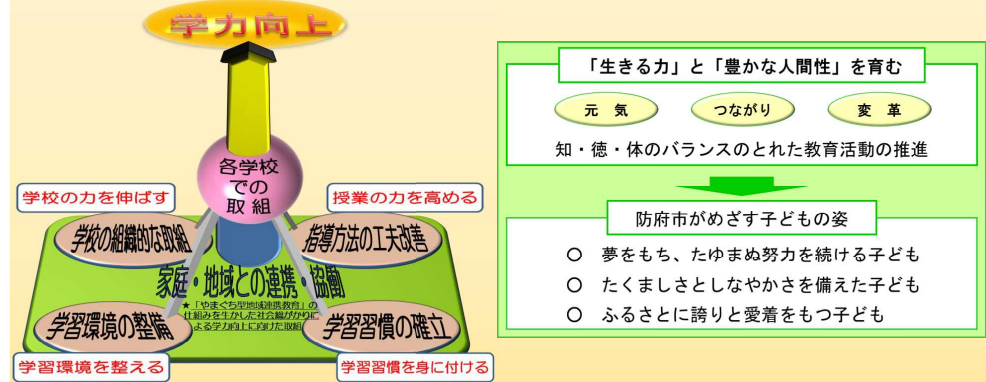 学力向上
各学校
での
取組
学校の力を伸ばす
授業の力を高める
学校の組織的な取組
指導方法の工夫改善
家庭・地域との連携・協働
★「やまぐち型地域連携教育」の
仕組みを生かした社会総がかりに
よる学力向上に向けた取組
学習環境の整備
学習習慣の確立
学習環境を整える
学習習慣を身に付ける
「生きる力」と「豊かな人間性」を育む
元気
つながり
変革
知・徳・体のバランスのとれた教育活動の推進
防府市がめざす子どもの姿
○ 夢をもち、たゆまぬ努力を続ける子ども
○ たくましさとしなやかさを備えた子ども
○ ふるさとに誇りと愛着をもつ子ども